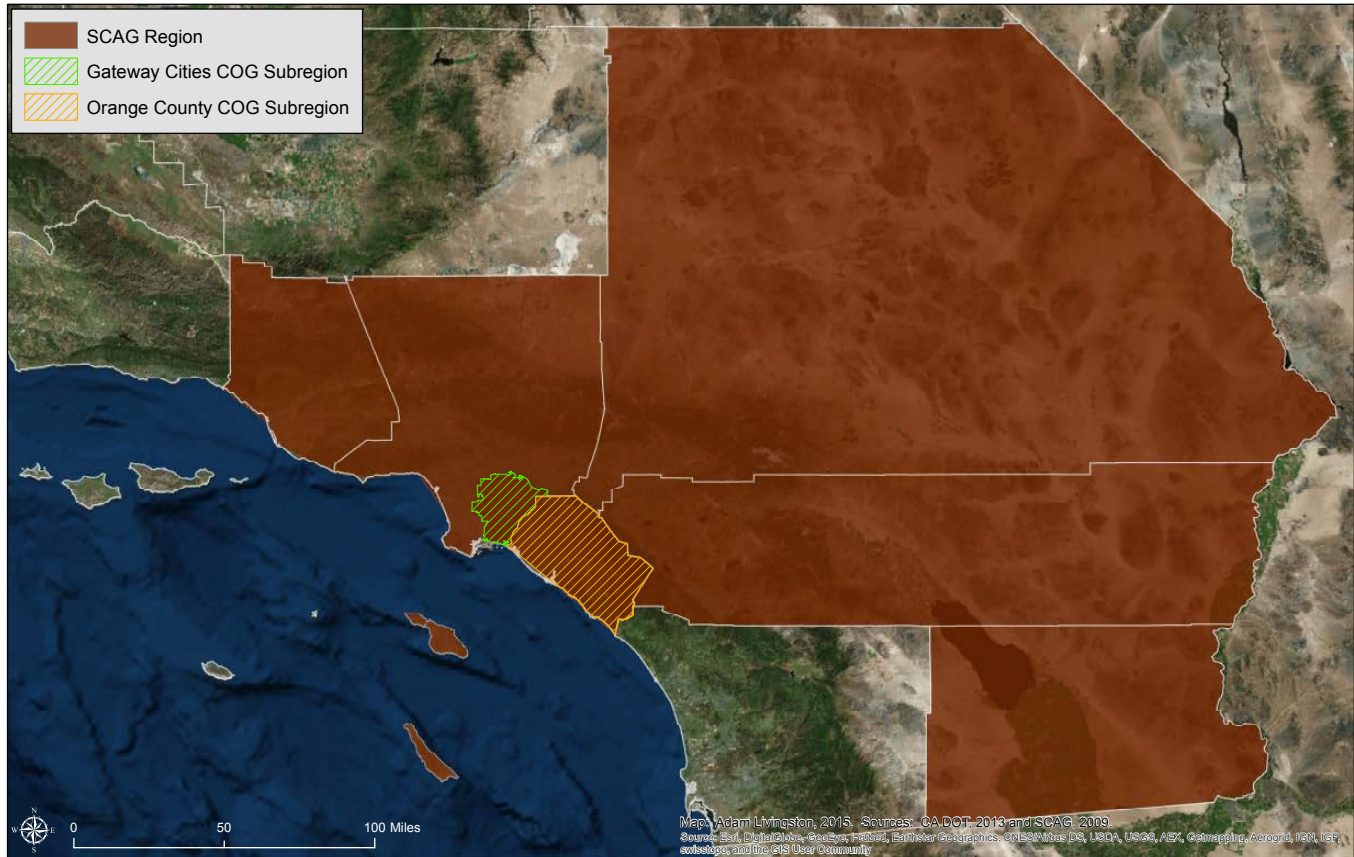 SCAG Region
Gateway Cities COG Subregion
Orange County COG Subregion
N
W E
S
0 50 100 Miles
Map: Adam Livingston, 2015. Sources: CA DOT 2013 and SCAG, 2009.
Source: Esri, DigitalGlobe, GeoEye, i-cubed, Earthstar Geographics, CNES/Airbus DS, USDA, USGS, AEX, Getmapping, Aerogrid, IGN, IGP,
swisstopo, and the GIS User Community